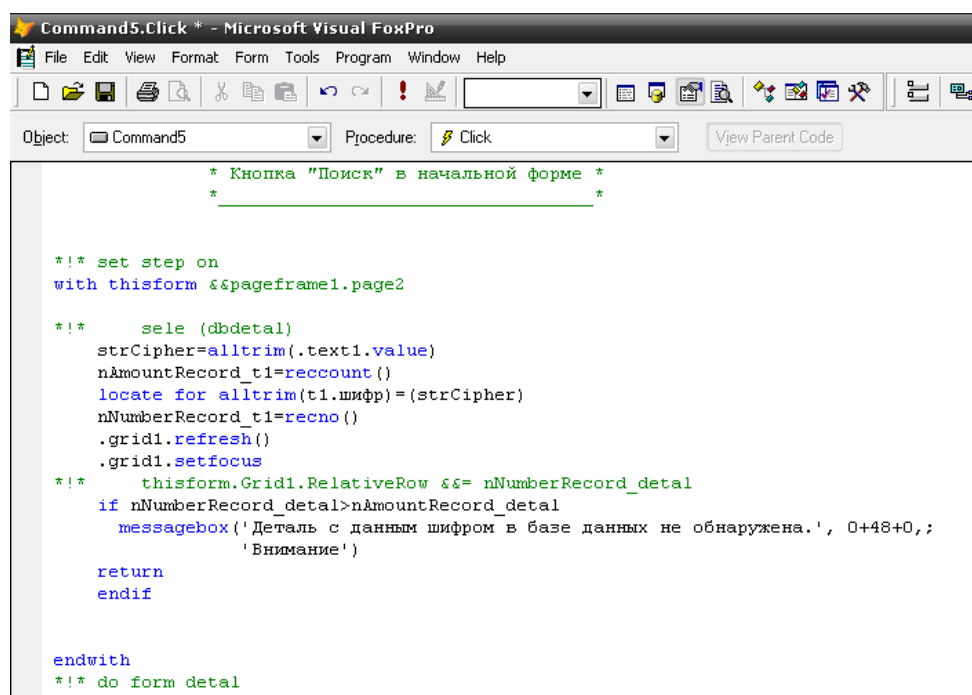 Command5.Click * - Microsoft Visual FoxPro
File Edit View Format Form Tools Program Window Help
Object: Command5 Procedure: Click View Parent Code
* Кнопка "Поиск" в начальной форме *
*__________________________________*
*!* set step on
with thisform &&pageframe1.page2
*!* sele (dbdetal)
strCipher=alltrim(.text1.value)
nAmountRecord_t1=reccount()
locate for alltrim(t1.шифр)=(strCipher)
nNumberRecord_t1=recno()
.grid1.refresh()
.grid1.setfocus
*!* thisform.Grid1.RelativeRow &&= nNumberRecord_detal
if nNumberRecord_detal>nAmountRecord_detal
messagebox('Деталь с данным шифром в базе данных не обнаружена.', 0+48+0,;
'Внимание')
return
endif
endwith
*!* do form detal